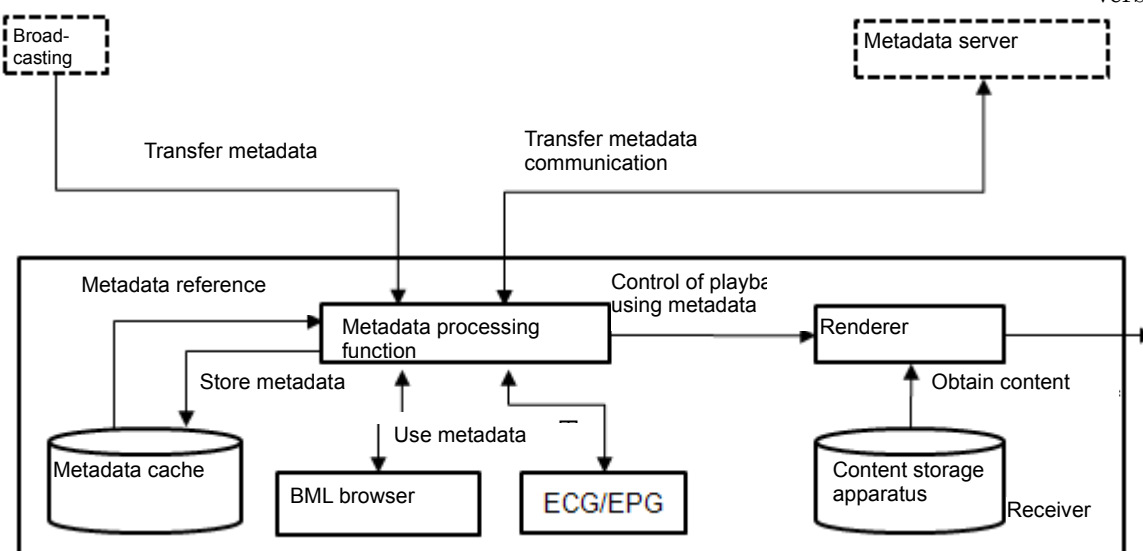 Broad-
casting
Metadata server
Transfer metadata
Transfer metadata
communication
Metadata reference
Control of
using metadata
Metadata processing
function
Renderer
Store metadata
Obtain content
Use metadata
Metadata cache
BML browser
ECG/EPG
Content storage
apparatus
Receiver